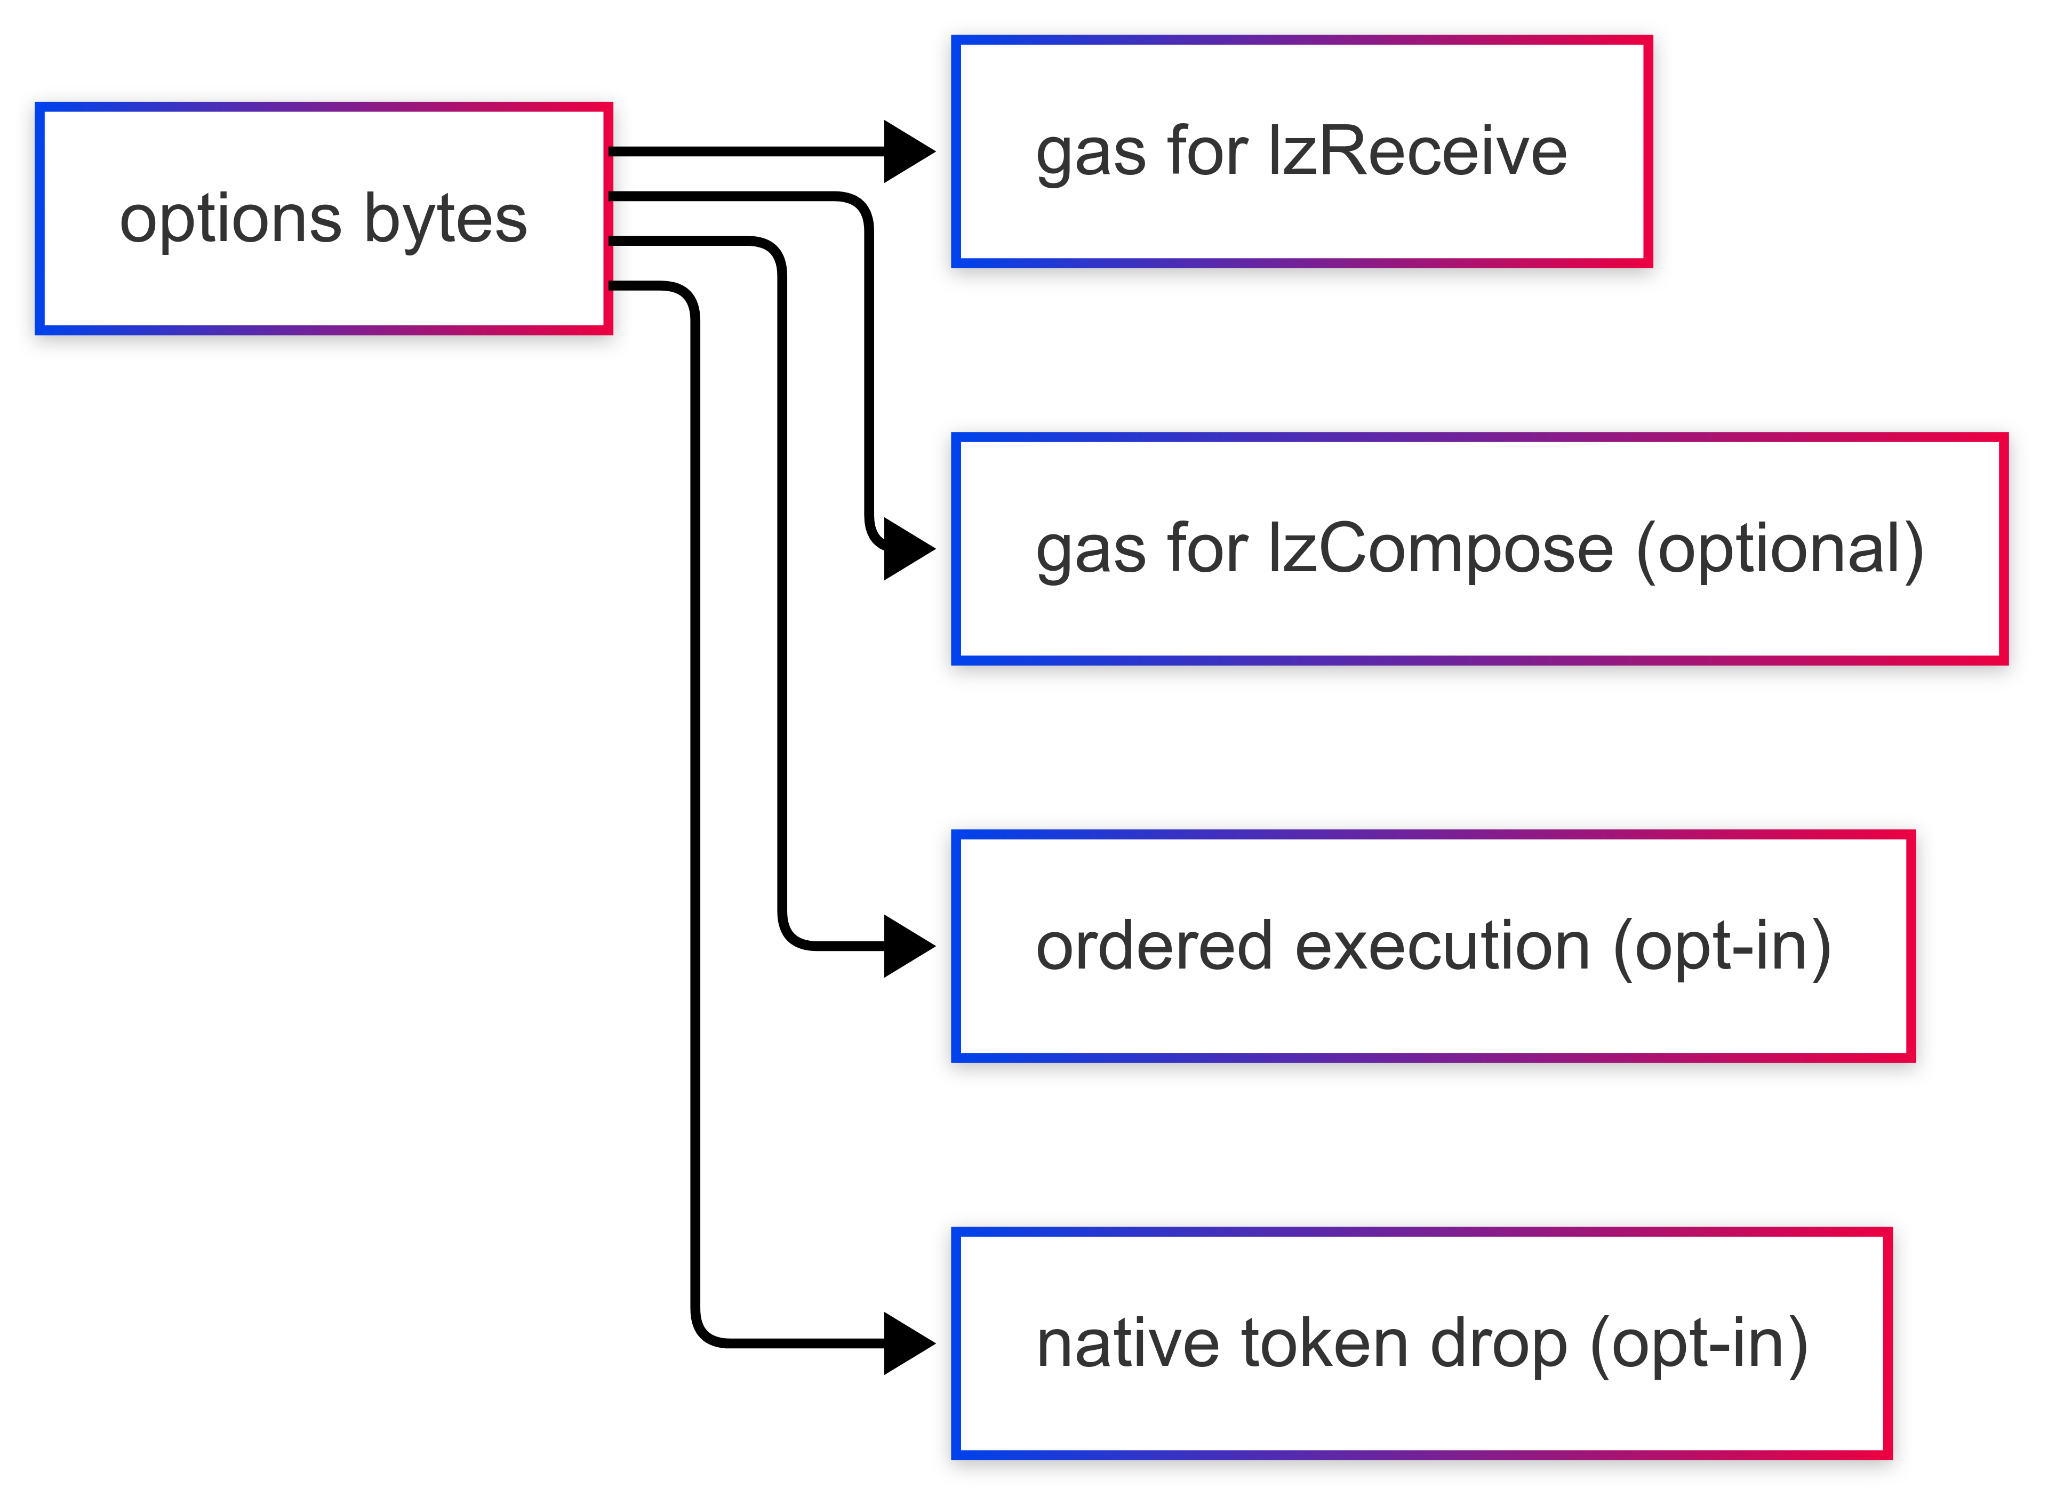 options bytes
gas for lzReceive
gas for lzCompose (optional)
ordered execution (opt-in)
native token drop (opt-in)